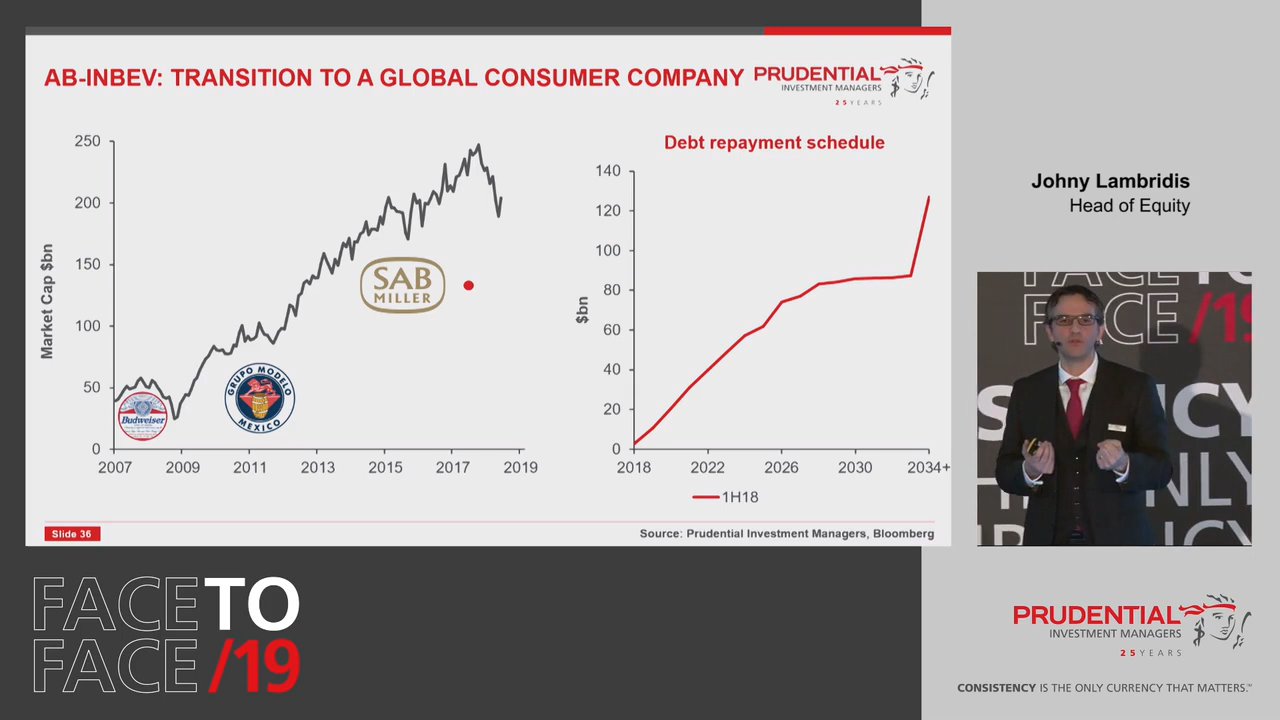 AB-INBEV: TRANSITION TO A GLOBAL CONSUMER COMPANY
PRUDENTIAL
INVESTMENT MANAGERS
25 YEARS
Market Cap $bn
250
200
150
100
50
0
2007
2009
2011
2013
2015
2017
2019
Budweiser
GRUPO MODELO
MEXICO
SAB
MILLER
Debt repayment schedule
$bn
140
120
100
80
60
40
20
0
2018
2022
2026
2030
2034+
1H18
Slide 36
Source: Prudential Investment Managers, Bloomberg
Johny Lambridis
Head of Equity
FACE TO
FACE /19
FACE TO
FACE /19
PRUDENTIAL
INVESTMENT MANAGERS
25 YEARS
CONSISTENCY IS THE ONLY CURRENCY THAT MATTERS.™